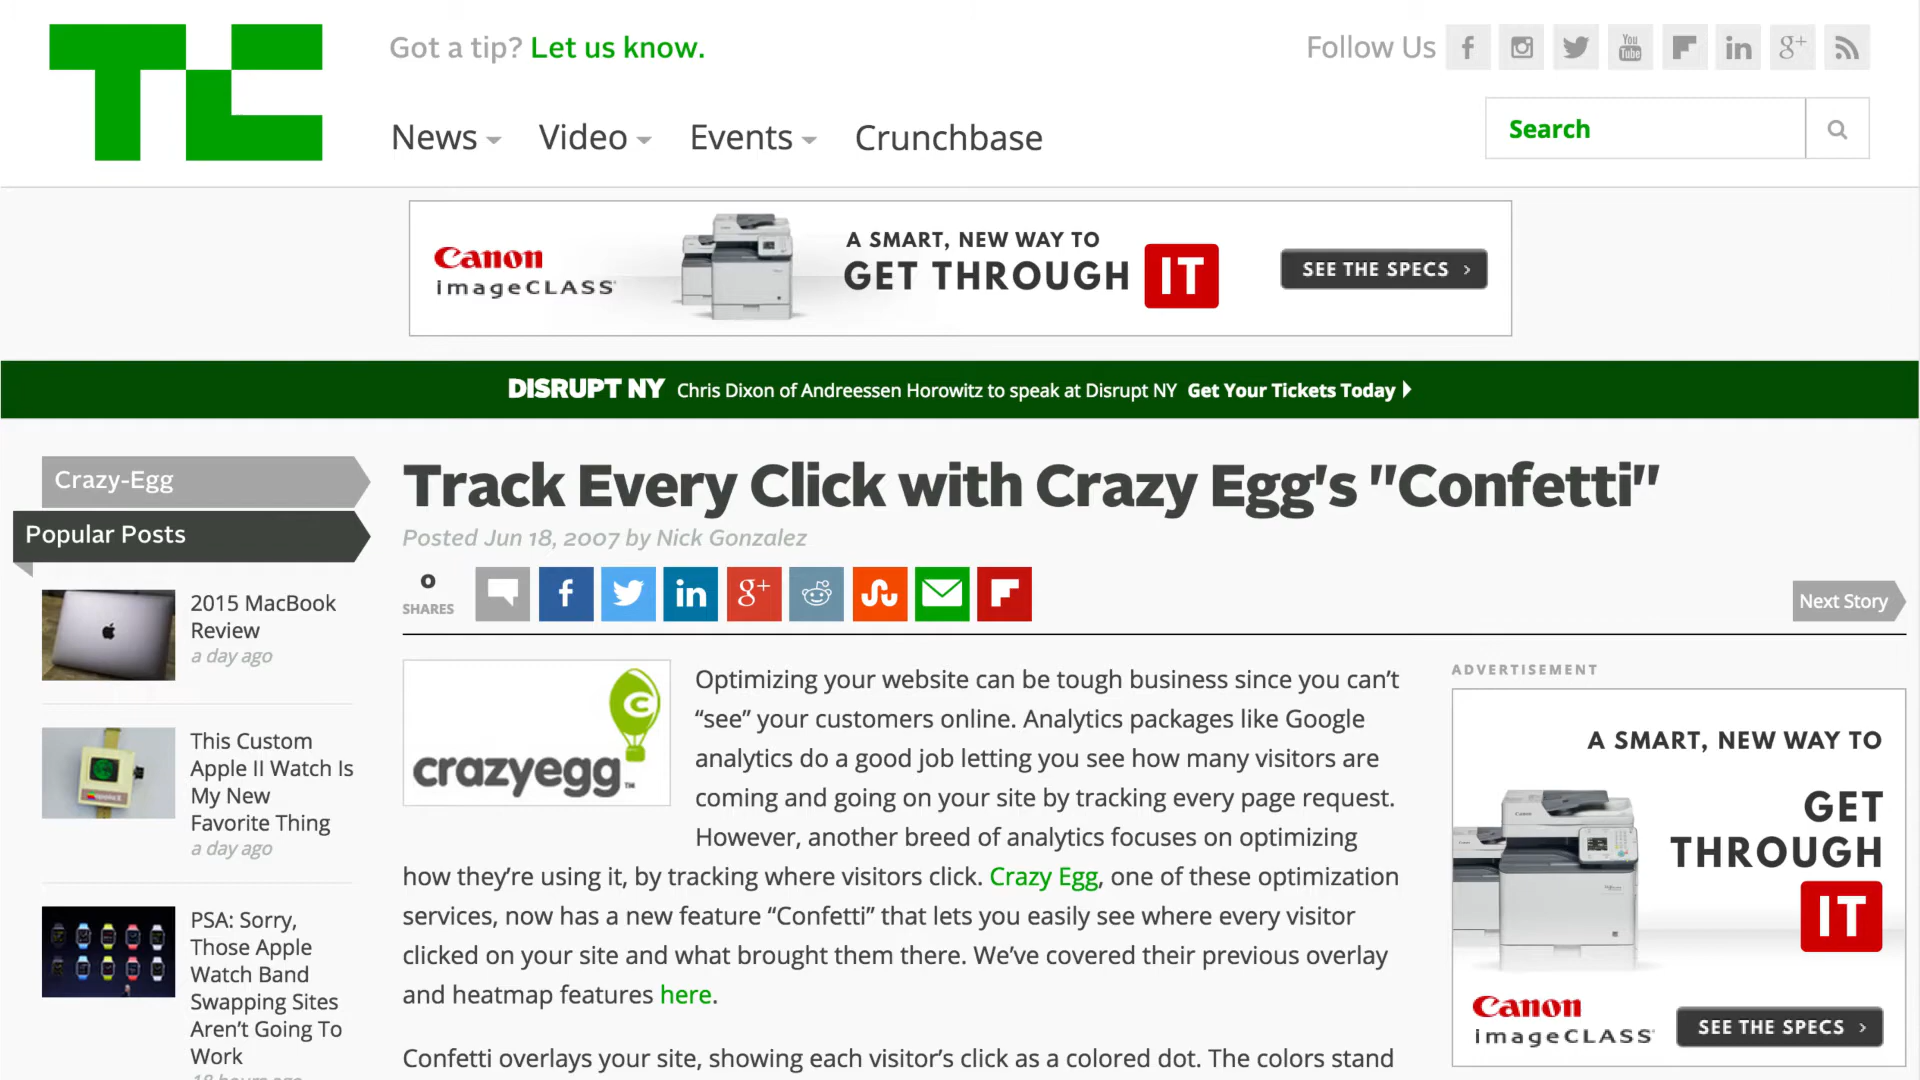 TC
Got a tip? Let us know.
Follow Us
News
Video
Events
Crunchbase
Search
Canon
imageCLASS
A SMART, NEW WAY TO
GET THROUGH IT
SEE THE SPECS
DISRUPT NY Chris Dixon of Andreessen Horowitz to speak at Disrupt NY Get Your Tickets Today
Crazy-Egg
Popular Posts
2015 MacBook
Review
a day ago
This Custom
Apple II Watch Is
My New
Favorite Thing
a day ago
PSA: Sorry,
Those Apple
Watch Band
Swapping Sites
Aren't Going To
Work
18 hours ago
Track Every Click with Crazy Egg's "Confetti"
Posted Jun 18, 2007 by Nick Gonzalez
0
SHARES
Next Story
crazyegg™
Optimizing your website can be tough business since you can't
“see” your customers online. Analytics packages like Google
analytics do a good job letting you see how many visitors are
coming and going on your site by tracking every page request.
However, another breed of analytics focuses on optimizing
how they're using it, by tracking where visitors click. Crazy Egg, one of these optimization
services, now has a new feature “Confetti” that lets you easily see where every visitor
clicked on your site and what brought them there. We've covered their previous overlay
and heatmap features here.
Confetti overlays your site, showing each visitor's click as a colored dot. The colors stand
ADVERTISEMENT
A SMART, NEW WAY TO
GET
THROUGH
IT
Canon
imageCLASS
SEE THE SPECS